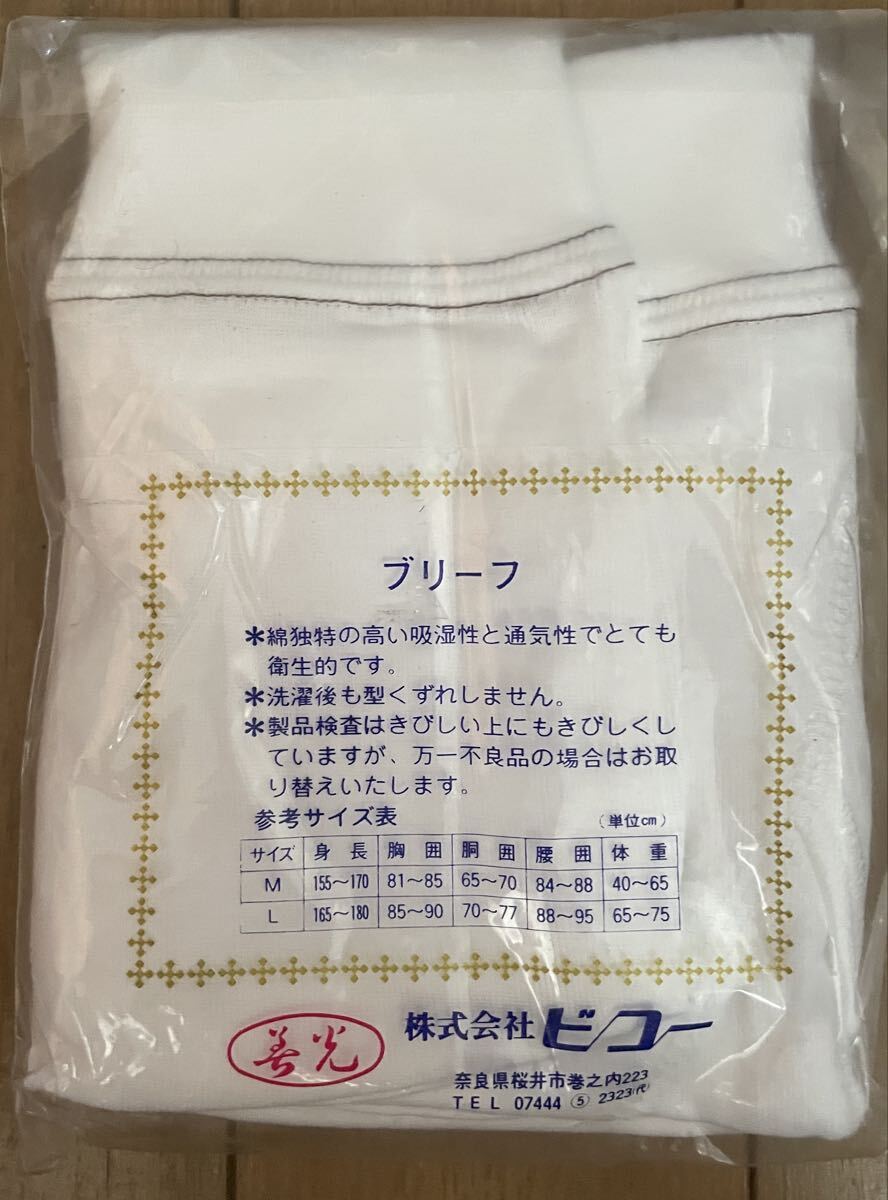 ブリーフ
＊綿独特の高い吸湿性と通気性でとても
衛生的です。
＊洗濯後も型くずれしません。
＊製品検査はきびしい上にもきびしくし
ていますが、万一不良品の場合はお取
り替えいたします。
参考サイズ表 (単位cm)
サイズ 身長 胸囲 胴囲 腰囲 体重
M 155～170 81～85 65～70 84～88 40～65
L 165～180 85～90 70～77 88～95 65～75
善光 株式会社ビコー
奈良県桜井市巻之内223
TEL 07444 ⑤ 2323(代)